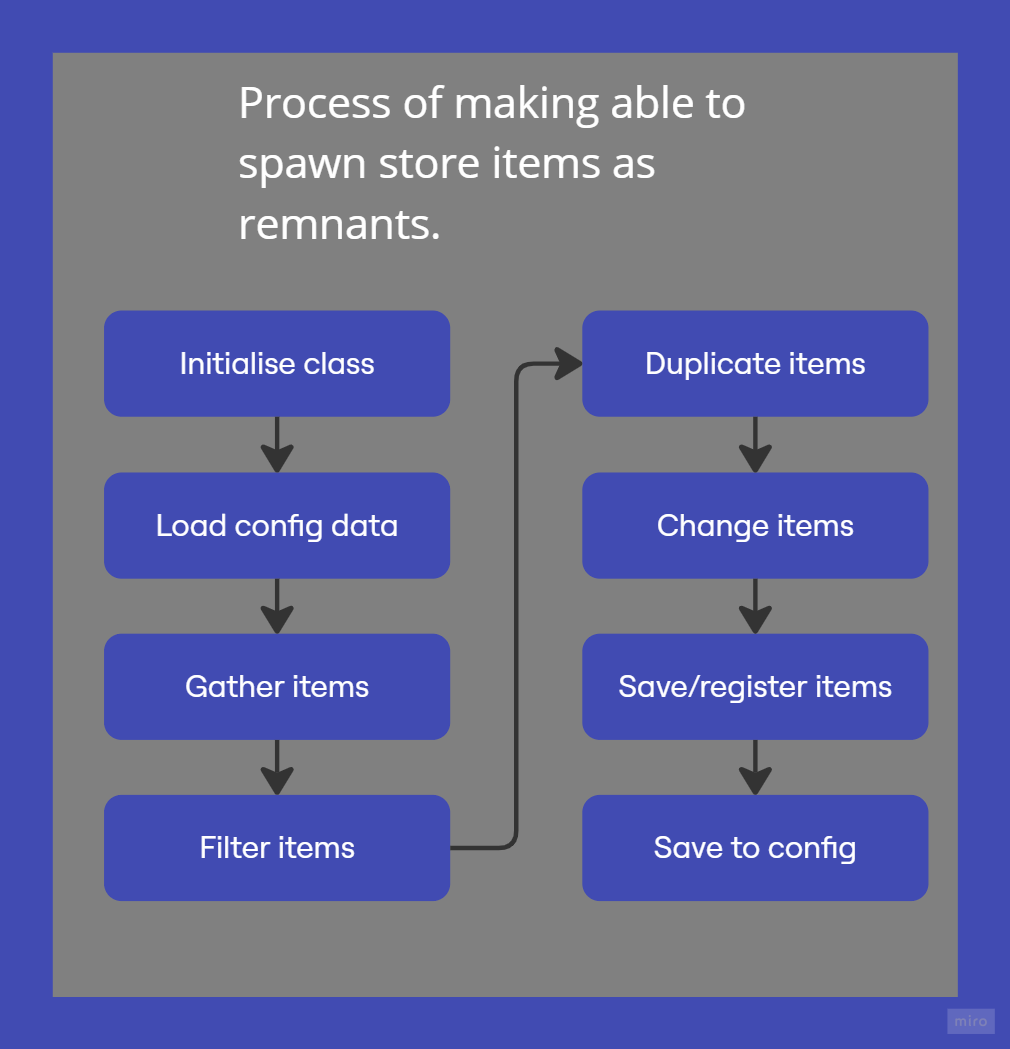 Process of making able to
spawn store items as
remnants.
Initialise class
Load config data
Gather items
Filter items
Duplicate items
Change items
Save/register items
Save to config
miro